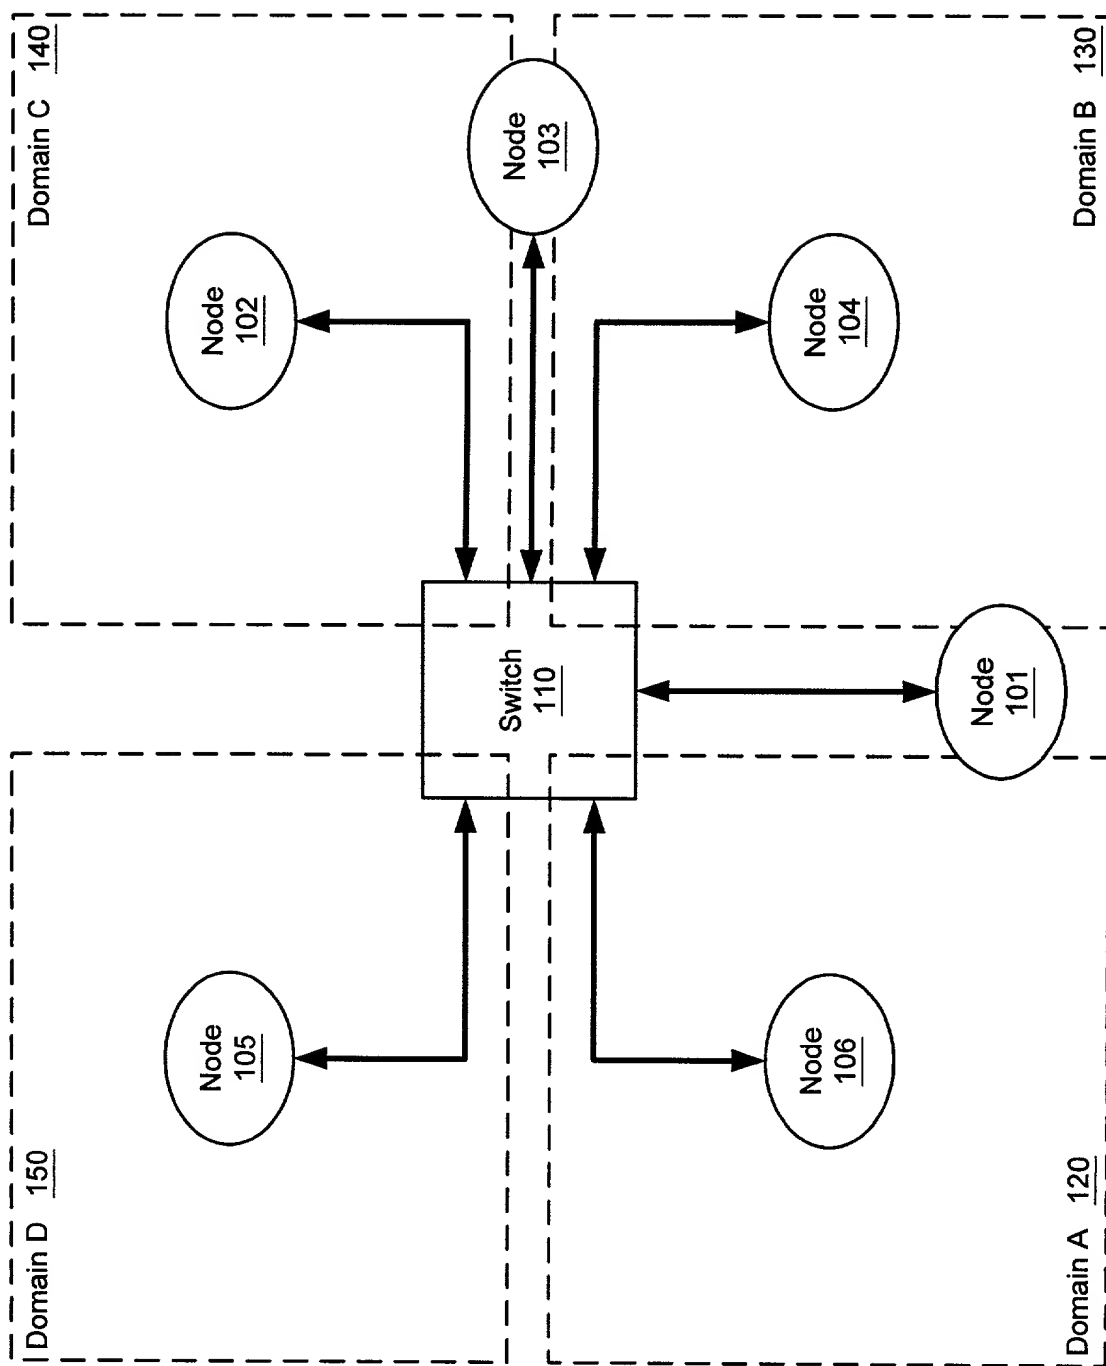 Domain D 150
Domain C 140
Node
105
Node
102
Node
103
Switch
110
Node
106
Node
104
Node
101
Domain A 120
Domain B 130